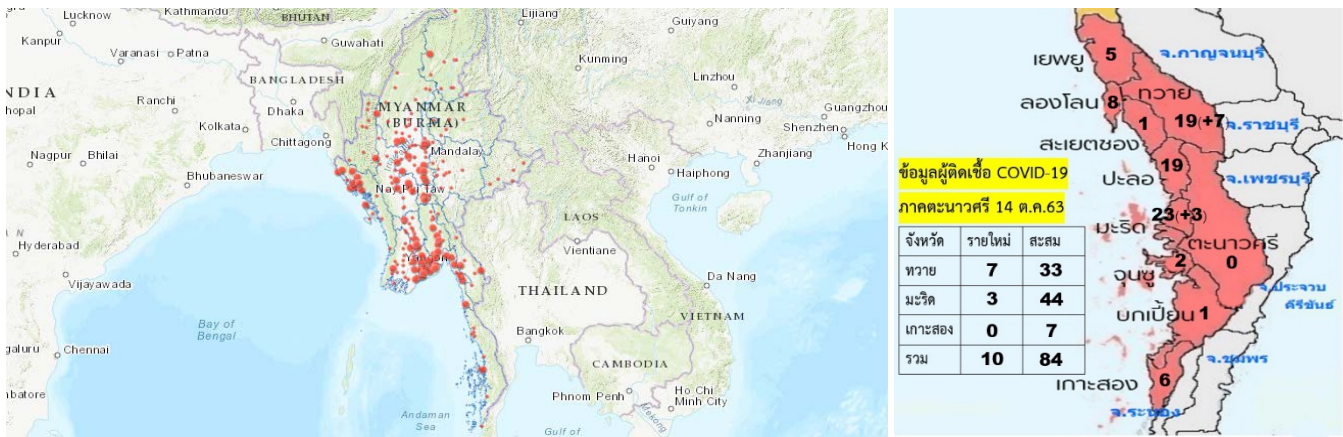 Lucknow
Kathmandu
BHUTAN
Lijiang
Guiyang
Kanpur
Guwahati
Varanasi
Patna
Kunming
Linzhou
BANGLADESH
NDIA
hopal
Ranchi
Dhaka
MYANMAR
(BURMA)
Xi Jiang
Guangzhou
Kolkata
Chittagong
Nanning
Shenzhen
Hong K
Nagpur
Bhilai
Mandalay
Hanoi
Zhanjiang
Bhubaneswar
Haiphong
Nay Pyi Taw
Gulf of
Tonkin
LAOS
Hyderabad
Yangon
Vientiane
Vijayawada
Da Nang
THAILAND
Bay of
Bengal
VIETNAM
galuru
Chennai
Bangkok
CAMBODIA
mbatore
Phnom Penh
Ho Chi
Minh City
Andaman
Sea
Gulf of
Mekong
จ.กาญจนบุรี
เยพยู
5
ทวาย
ลองโลน
8
1
19(+7)
จ.ราชบุรี
สะเยตชอง
ปะลอ
19
จ.เพชรบุรี
ข้อมูลผู้ติดเชื้อ COVID-19
ภาคตะนาวศรี 14 ต.ค.63
23(+3)
มะริด
ตะนาวศรี
0
จุนซู
2
จ.ประจวบ
คีรีขันธ์
บกเปี้ยน
1
จ.ชุมพร
เกาะสอง
6
จ.ระนอง
จังหวัด รายใหม่ สะสม
ทวาย 7 33
มะริด 3 44
เกาะสอง 0 7
รวม 10 84